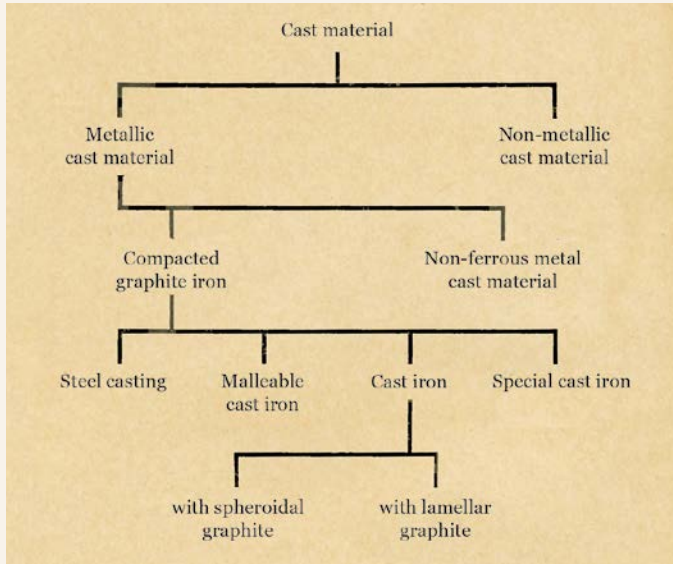 Cast material
Metallic
cast material
Non-metallic
cast material
Compacted
graphite iron
Non-ferrous metal
cast material
Steel casting
Malleable
cast iron
Cast iron
Special cast iron
with spheroidal
graphite
with lamellar
graphite